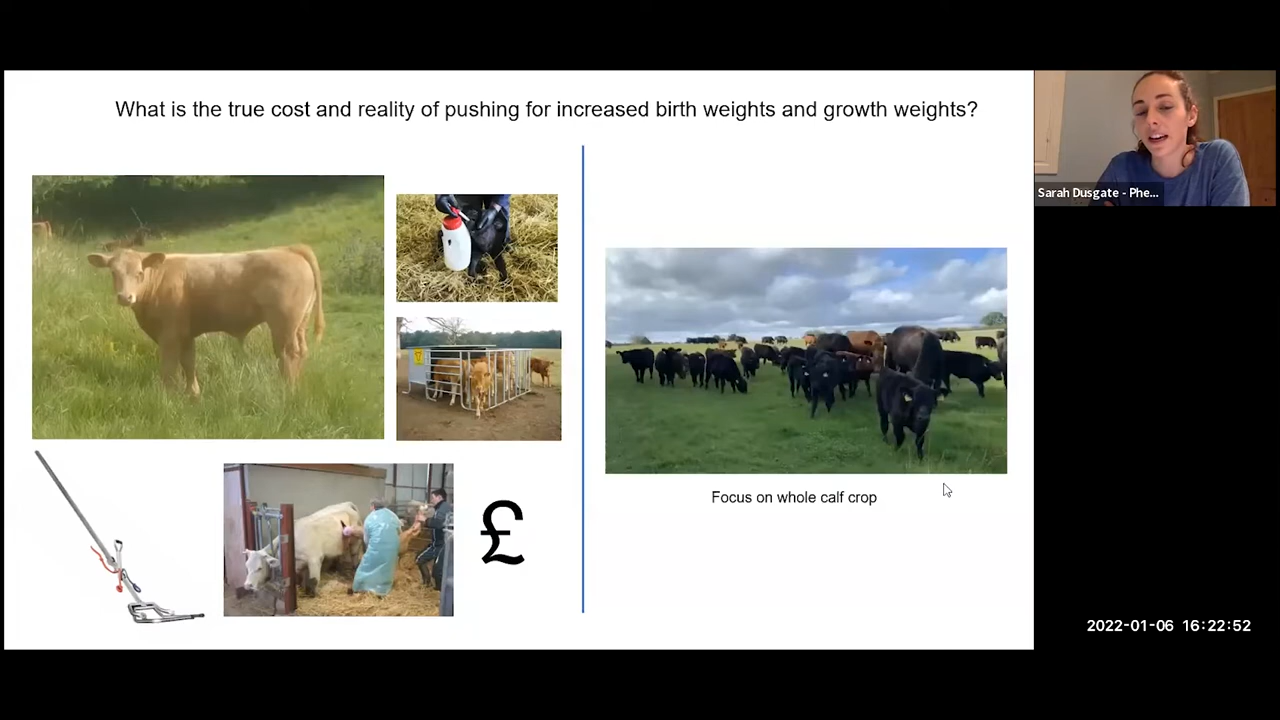 What is the true cost and reality of pushing for increased birth weights and growth weights?
Sarah Dusgate - Phe...
£
Focus on whole calf crop
2022-01-06 16:22:52